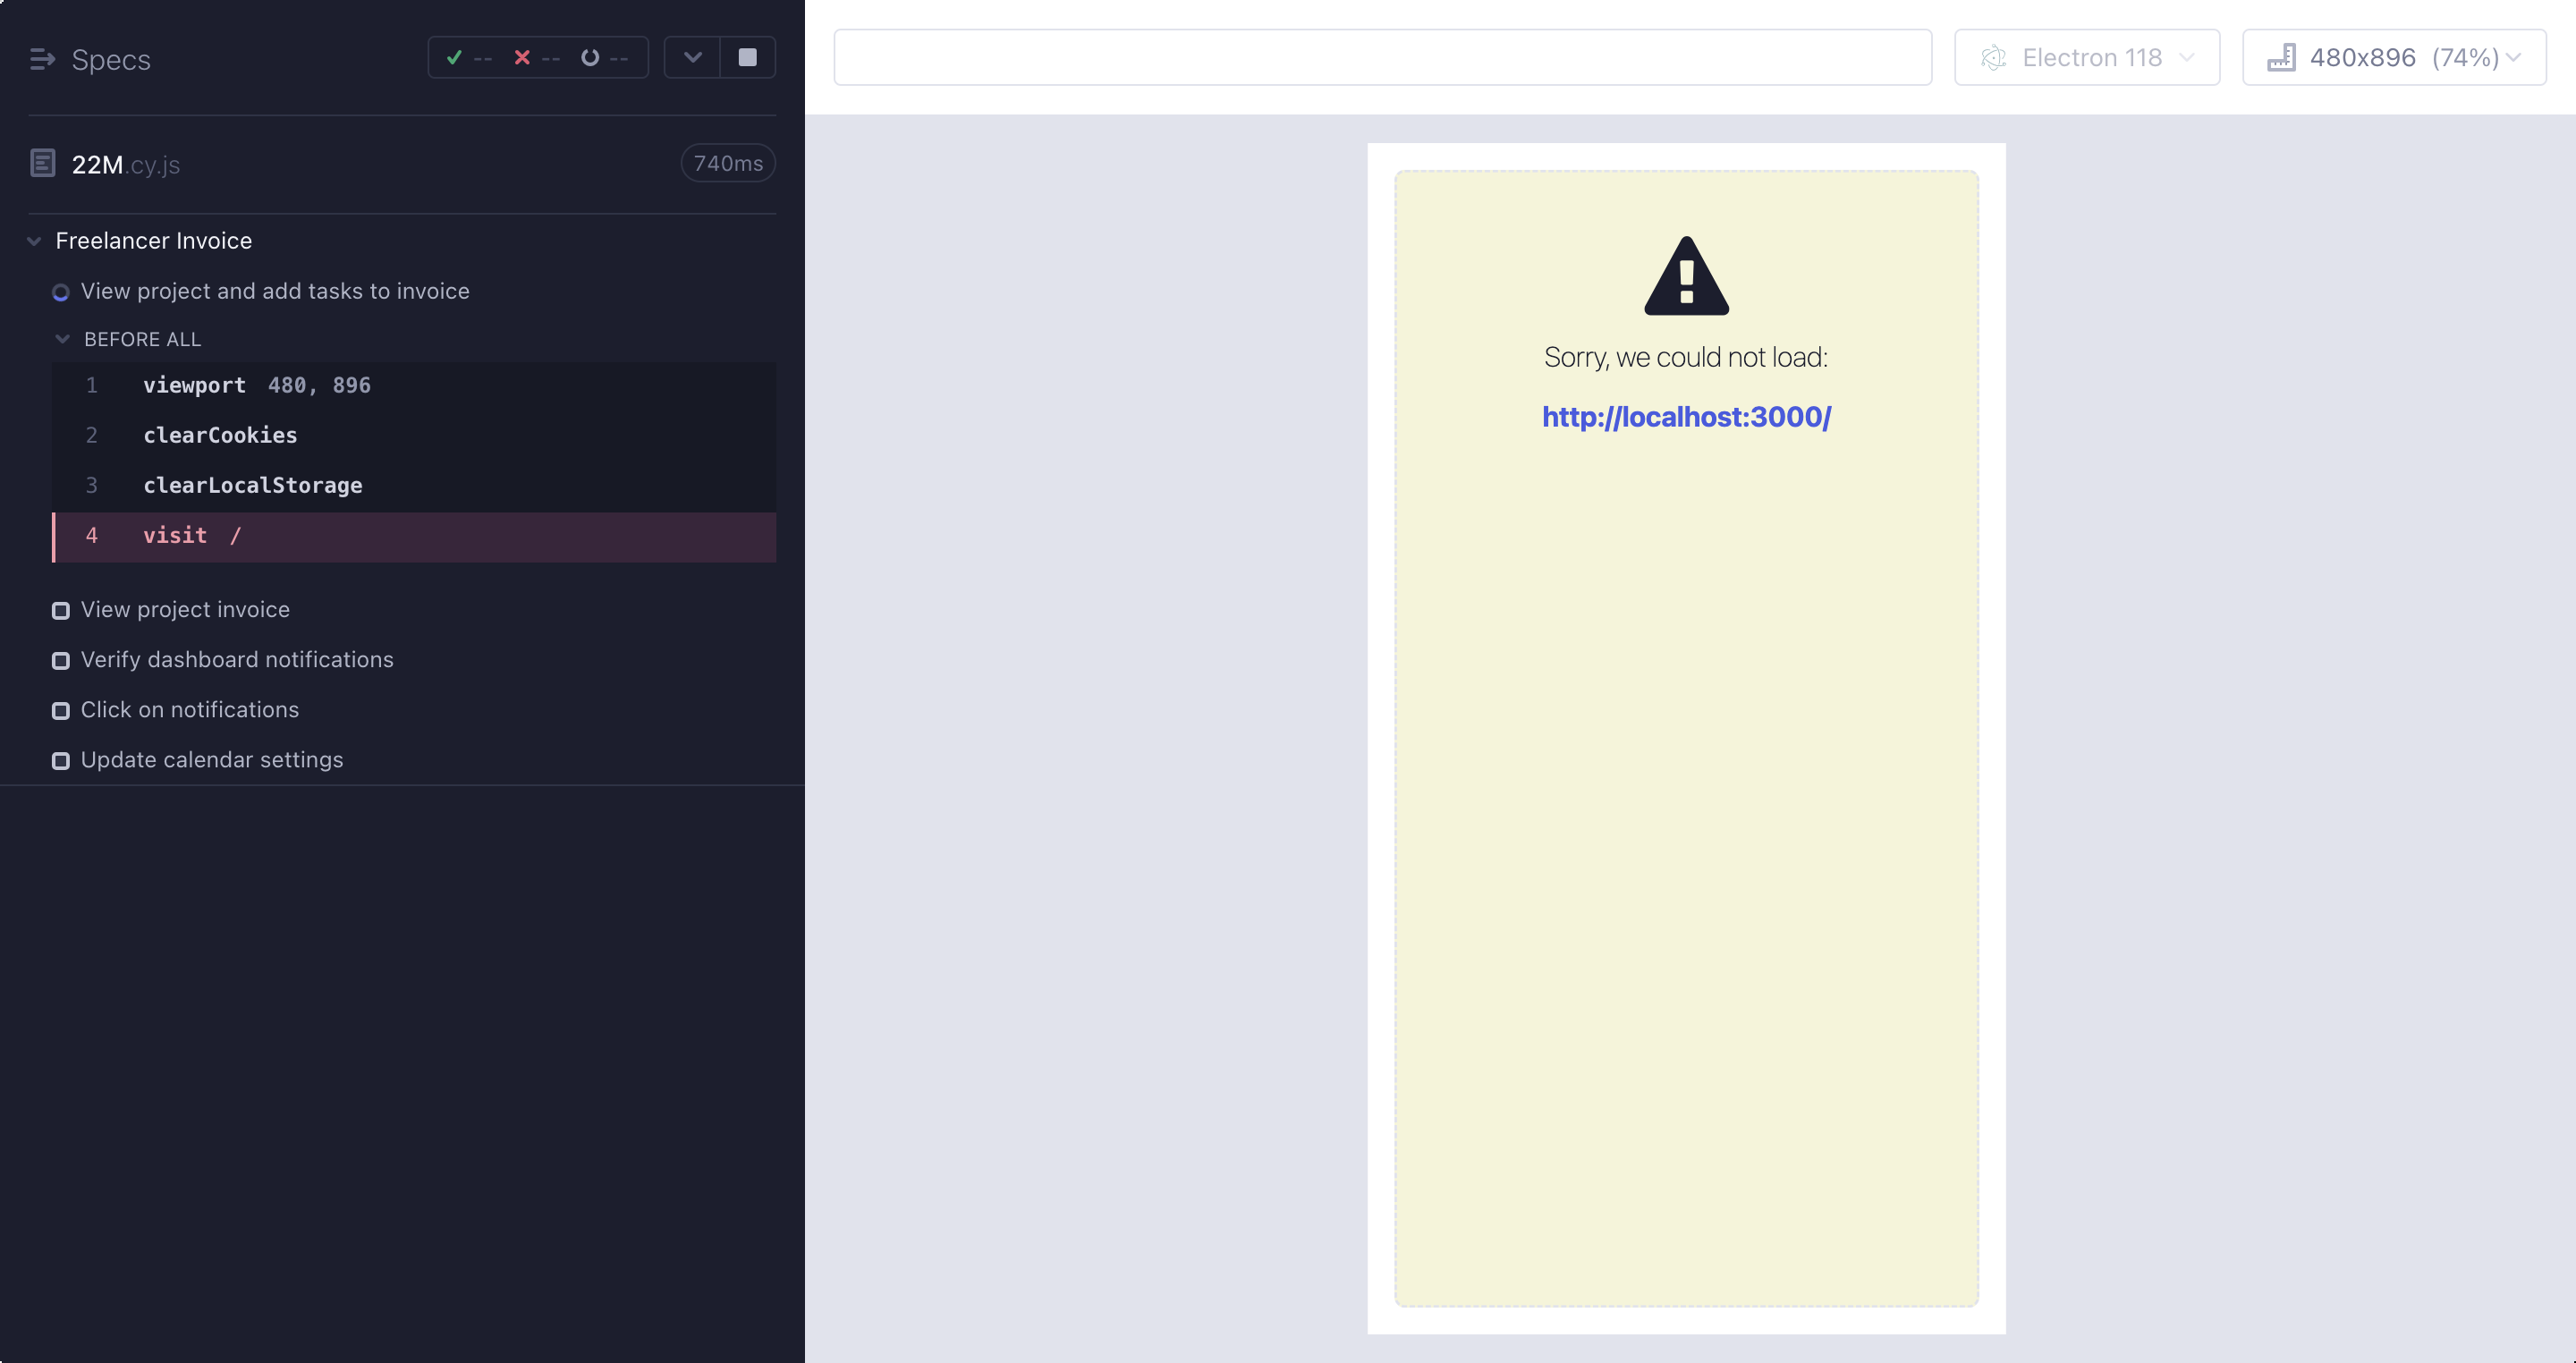 Specs
-- -- --
22M.cy.js
740ms
Freelancer Invoice
View project and add tasks to invoice
BEFORE ALL
1 viewport 480, 896
2 clearCookies
3 clearLocalStorage
4 visit /
View project invoice
Verify dashboard notifications
Click on notifications
Update calendar settings
Electron 118
480x896 (74%)
Sorry, we could not load:
http://localhost:3000/